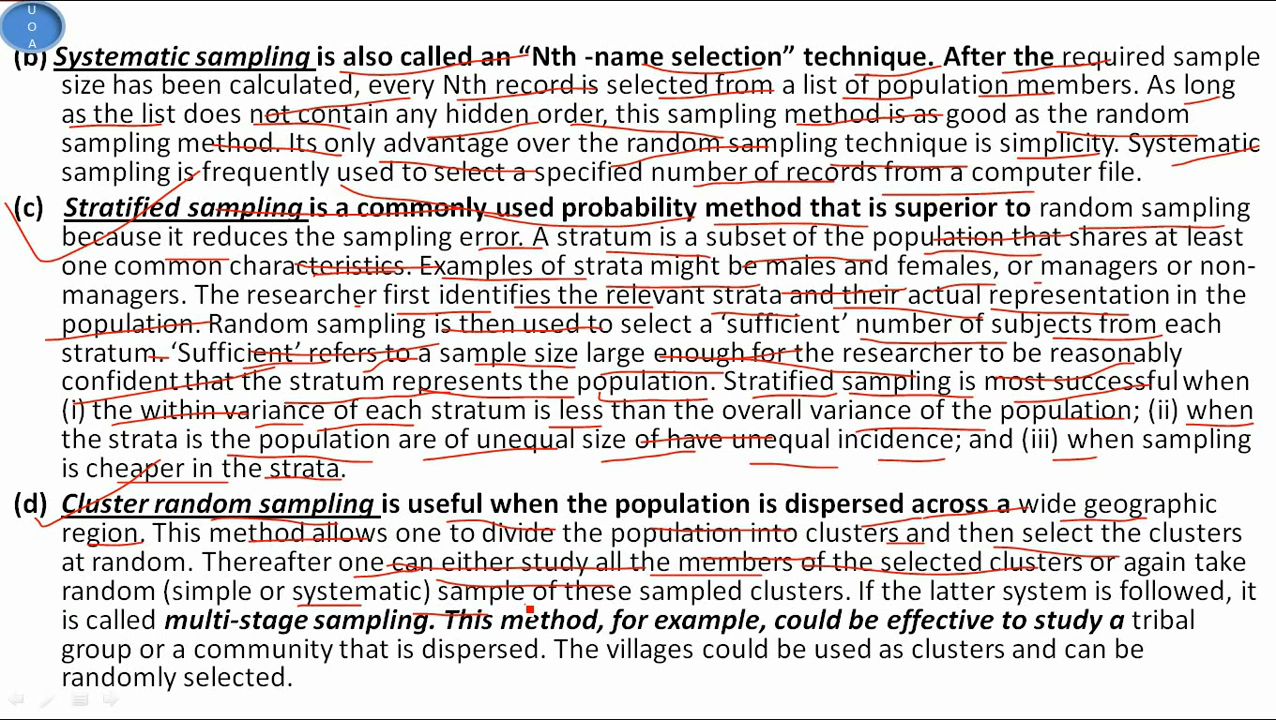 U
O
A
(b) Systematic sampling is also called an “Nth -name selection” technique. After the required sample
size has been calculated, every Nth record is selected from a list of population members. As long
as the list does not contain any hidden order, this sampling method is as good as the random
sampling method. Its only advantage over the random sampling technique is simplicity. Systematic
sampling is frequently used to select a specified number of records from a computer file.
(c) Stratified sampling is a commonly used probability method that is superior to random sampling
because it reduces the sampling error. A stratum is a subset of the population that shares at least
one common characteristics. Examples of strata might be males and females, or managers or non-
managers. The researcher first identifies the relevant strata and their actual representation in the
population. Random sampling is then used to select a ‘sufficient’ number of subjects from each
stratum. ‘Sufficient’ refers to a sample size large enough for the researcher to be reasonably
confident that the stratum represents the population. Stratified sampling is most successful when
(i) the within variance of each stratum is less than the overall variance of the population; (ii) when
the strata is the population are of unequal size of have unequal incidence; and (iii) when sampling
is cheaper in the strata.
(d) Cluster random sampling is useful when the population is dispersed across a wide geographic
region. This method allows one to divide the population into clusters and then select the clusters
at random. Thereafter one can either study all the members of the selected clusters or again take
random (simple or systematic) sample of these sampled clusters. If the latter system is followed, it
is called multi-stage sampling. This method, for example, could be effective to study a tribal
group or a community that is dispersed. The villages could be used as clusters and can be
randomly selected.